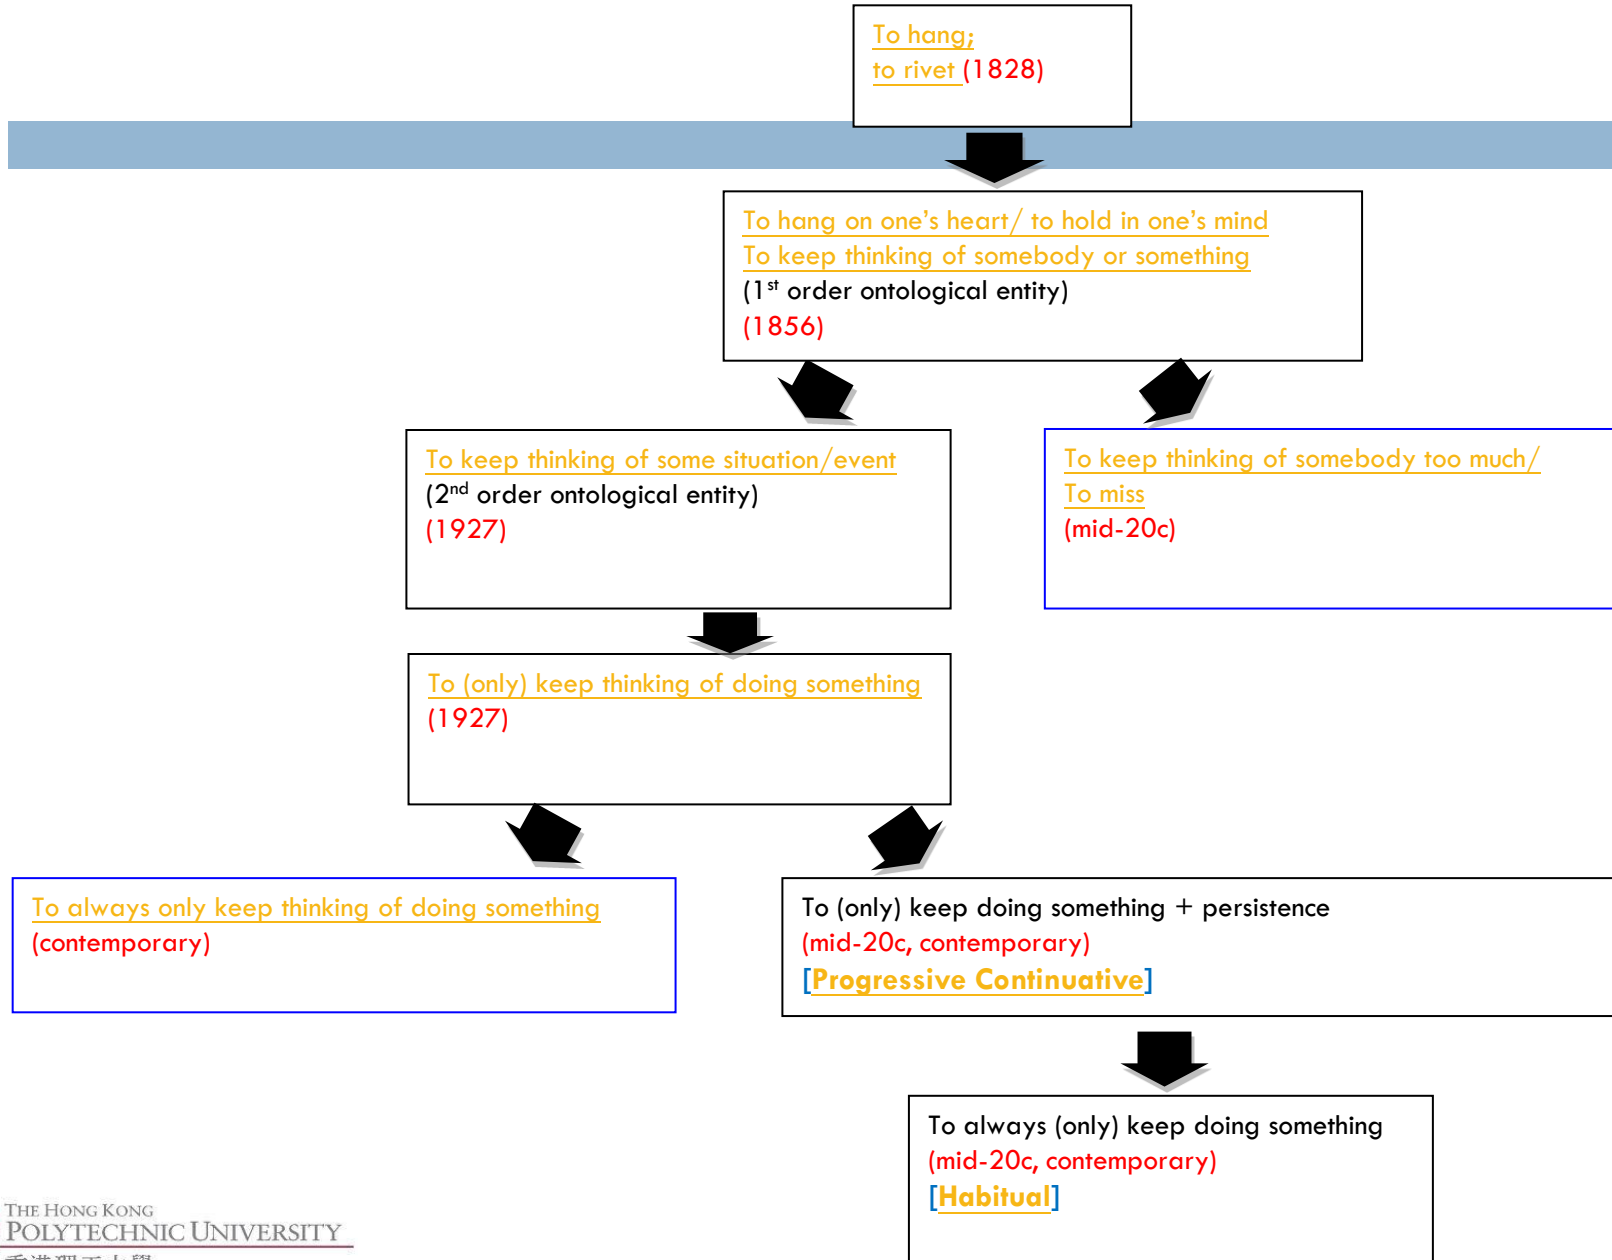 To hang;
to rivet (1828)
To hang on one’s heart/ to hold in one’s mind
To keep thinking of somebody or something
(1st order ontological entity)
(1856)
To keep thinking of some situation/event
(2nd order ontological entity)
(1927)
To keep thinking of somebody too much/
To miss
(mid-20c)
To (only) keep thinking of doing something
(1927)
To always only keep thinking of doing something
(contemporary)
To (only) keep doing something + persistence
(mid-20c, contemporary)
[Progressive Continuative]
To always (only) keep doing something
(mid-20c, contemporary)
[Habitual]
THE HONG KONG
POLYTECHNIC UNIVERSITY